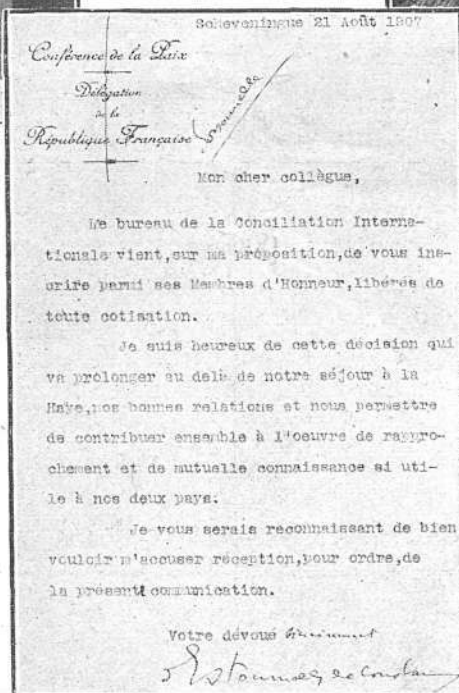 Scheveningue 21 Août 1907
Conférence de la Paix
Délégation
de la
République Française
Mon cher collègue,
Le bureau de la Conciliation Interna-
tionale vient,sur ma proposition,de vous ins-
crire parmi ses Membres d'Honneur,libérés de
toute cotisation.
Je suis heureux de cette décision qui
va prolonger au delà de notre séjour à la
Haye,nos bonnes relations et nous permettre
de contribuer ensemble à l'oeuvre de rappro-
chement et de mutuelle connaissance si uti-
le à nos deux pays.
Je vous serais reconnaissant de bien
vouloir m'accuser réception,pour ordre,de
la présente communication.
Votre dévoué
d'Estournelles de Constant